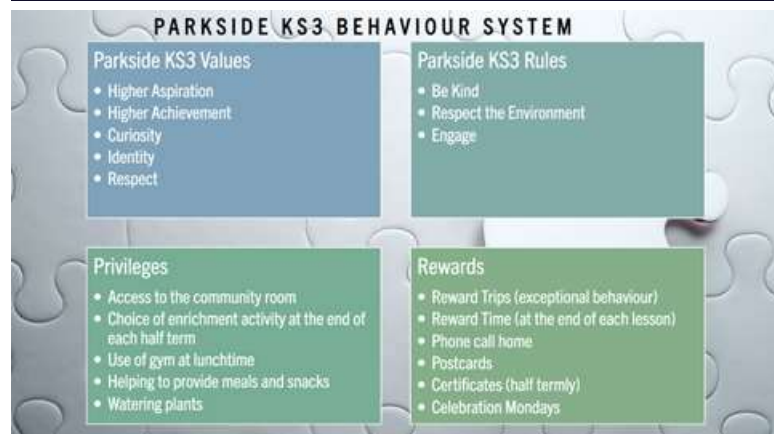 PARKSIDE KS3 BEHAVIOUR SYSTEM
Parkside KS3 Values
• Higher Aspiration
• Higher Achievement
• Curiosity
• Identity
• Respect
Parkside KS3 Rules
• Be Kind
• Respect the Environment
• Engage
Privileges
• Access to the community room
• Choice of enrichment activity at the end of
each half term
• Use of gym at lunchtime
• Helping to provide meals and snacks
• Watering plants
Rewards
• Reward Trips (exceptional behaviour)
• Reward Time (at the end of each lesson)
• Phone call home
• Postcards
• Certificates (half termly)
• Celebration Mondays